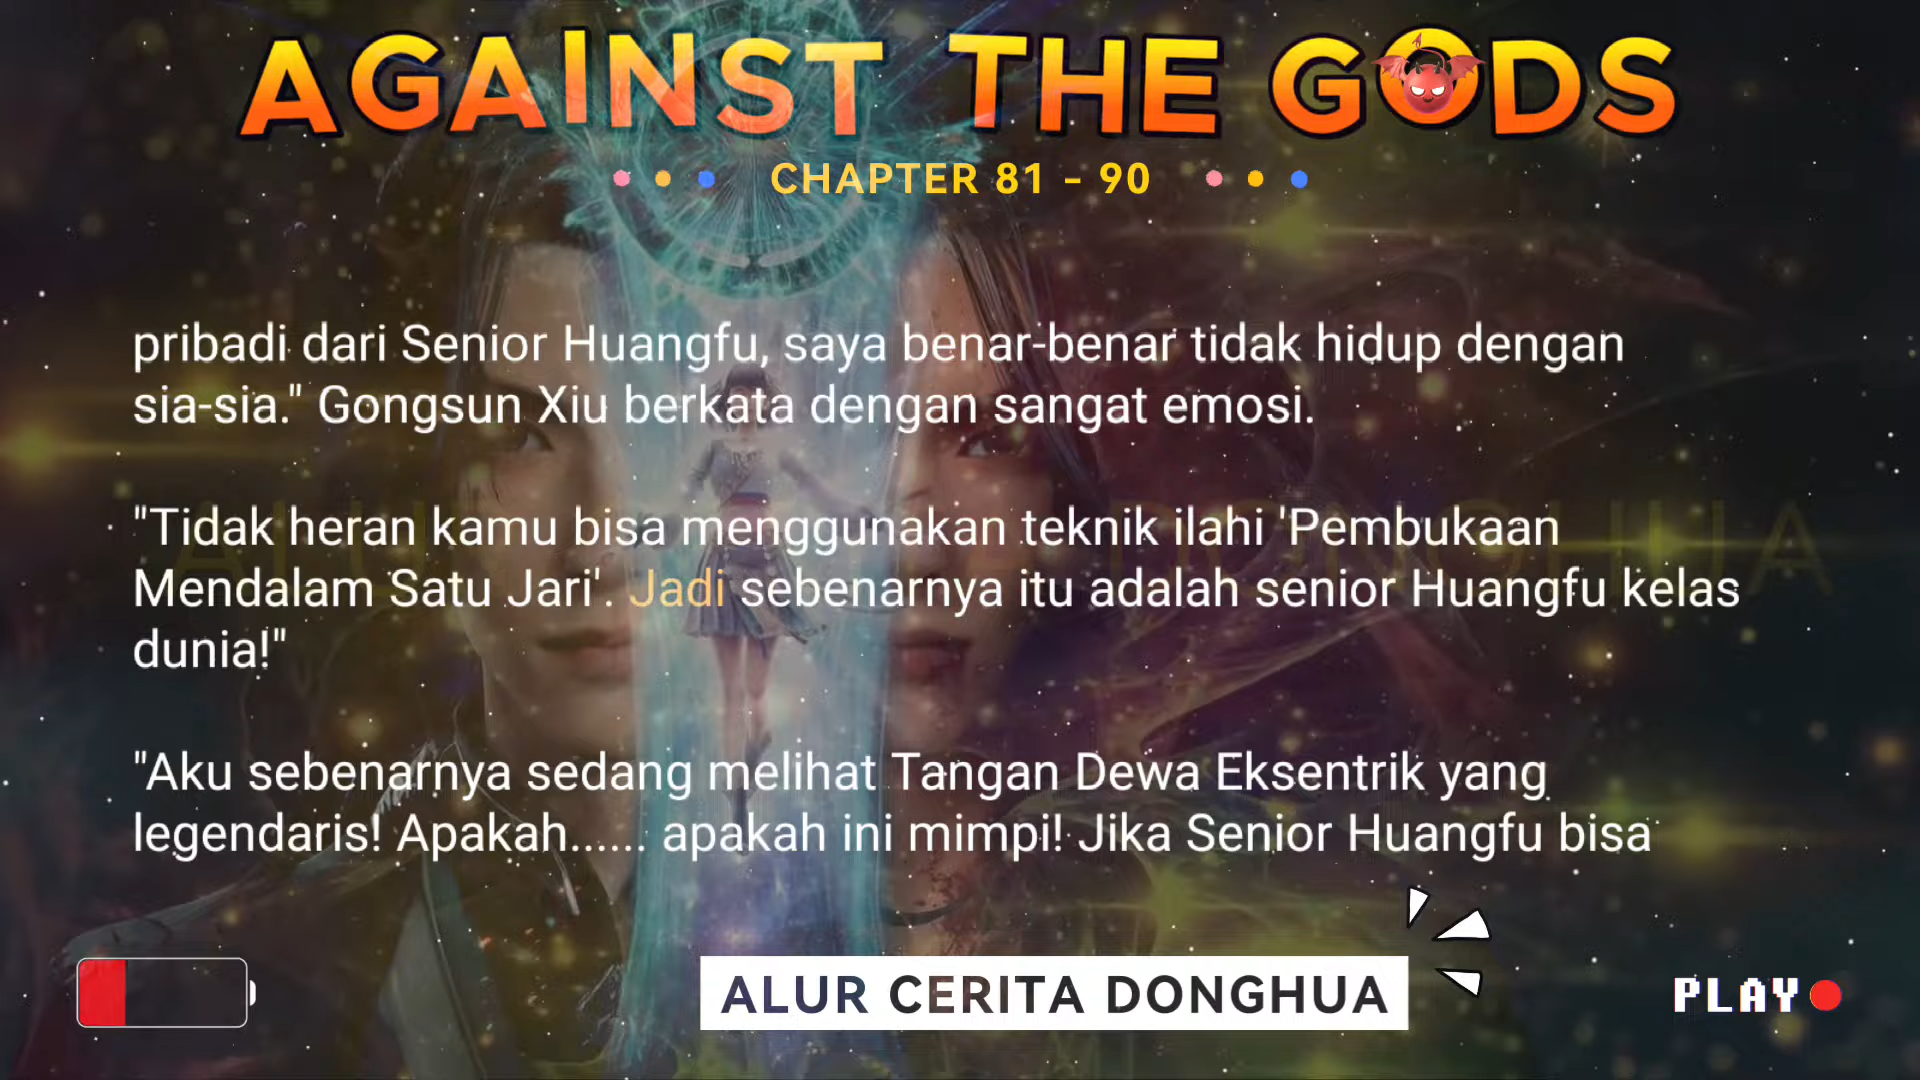 AGAINST THE GODS
CHAPTER 81 - 90
pribadi dari Senior Huangfu, saya benar-benar tidak hidup dengan
sia-sia." Gongsun Xiu berkata dengan sangat emosi.
"Tidak heran kamu bisa menggunakan teknik ilahi 'Pembukaan
Mendalam Satu Jari'. Jadi sebenarnya itu adalah senior Huangfu kelas
dunia!"
"Aku sebenarnya sedang melihat Tangan Dewa Eksentrik yang
legendaris! Apakah...... apakah ini mimpi! Jika Senior Huangfu bisa
ALUR CERITA DONGHUA
PLAY